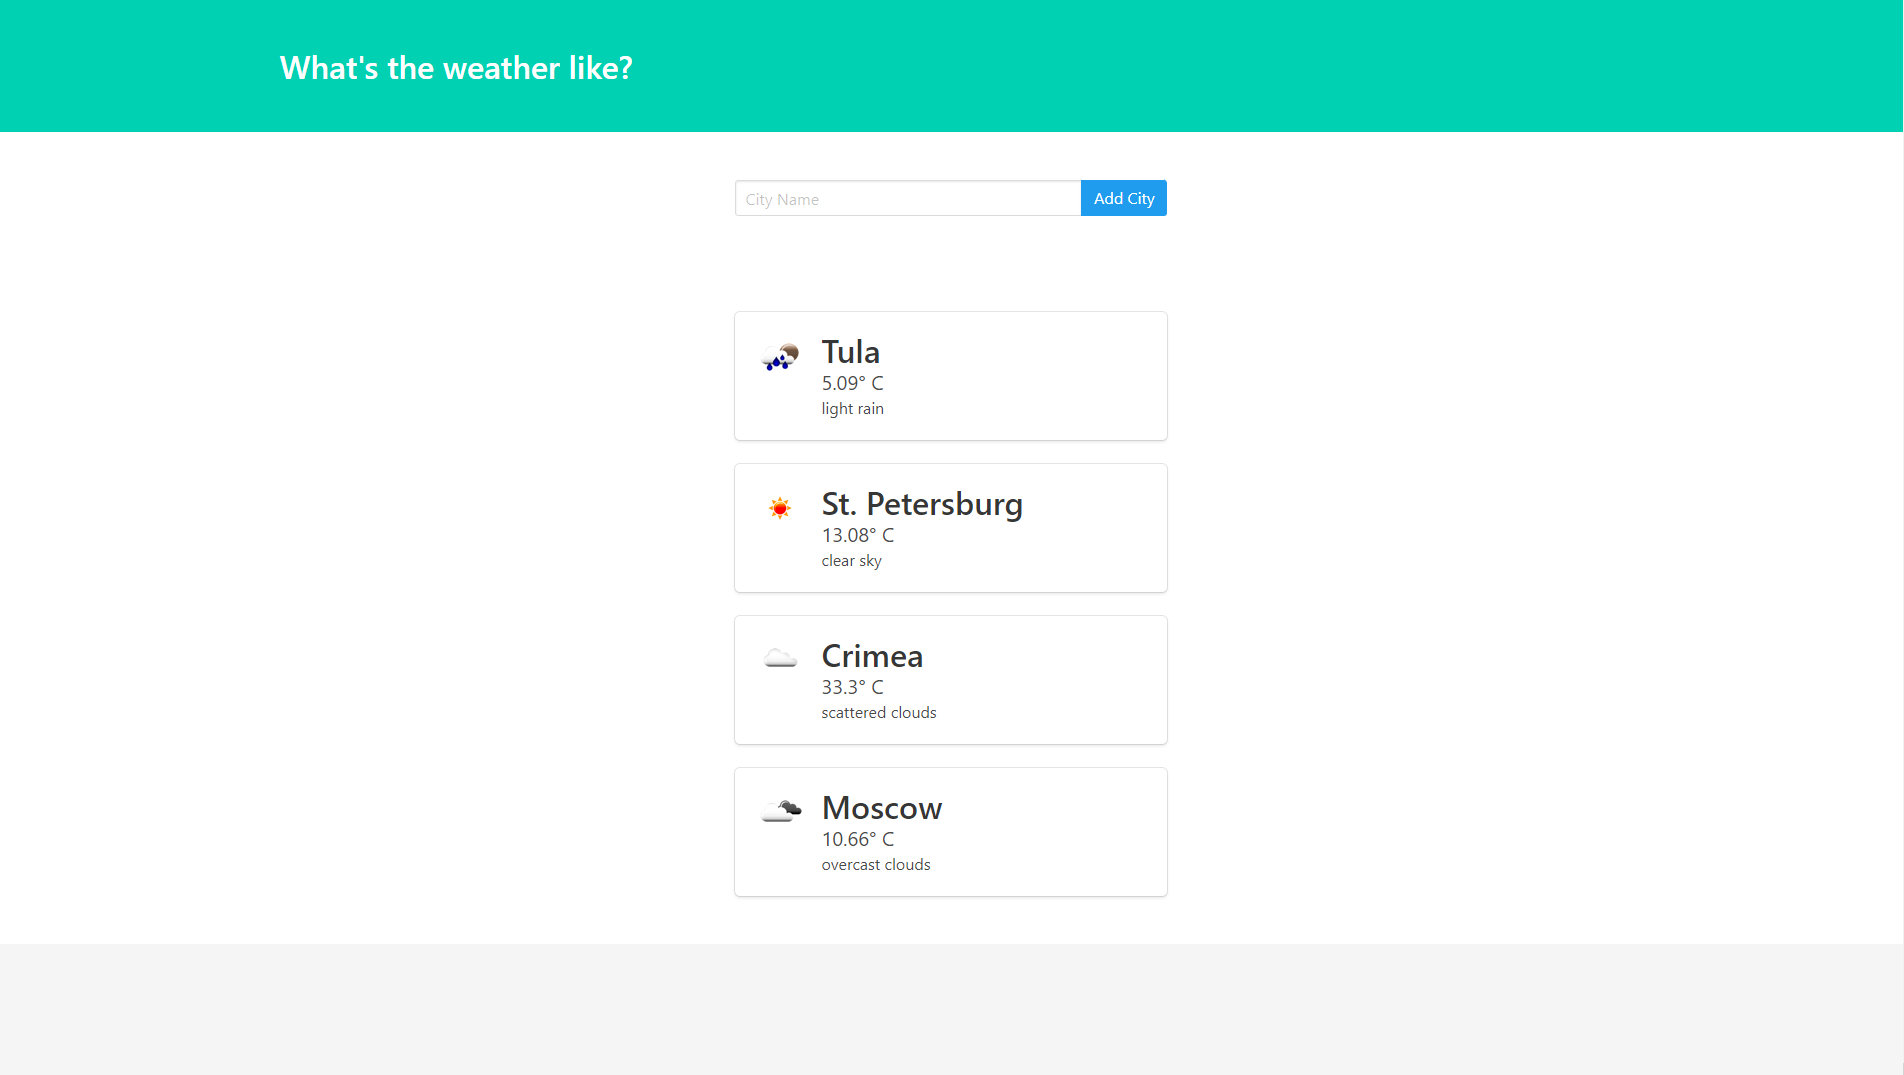 What's the weather like?
City Name
Add City
Tula
5.09° C
light rain
St. Petersburg
13.08° C
clear sky
Crimea
33.3° C
scattered clouds
Moscow
10.66° C
overcast clouds